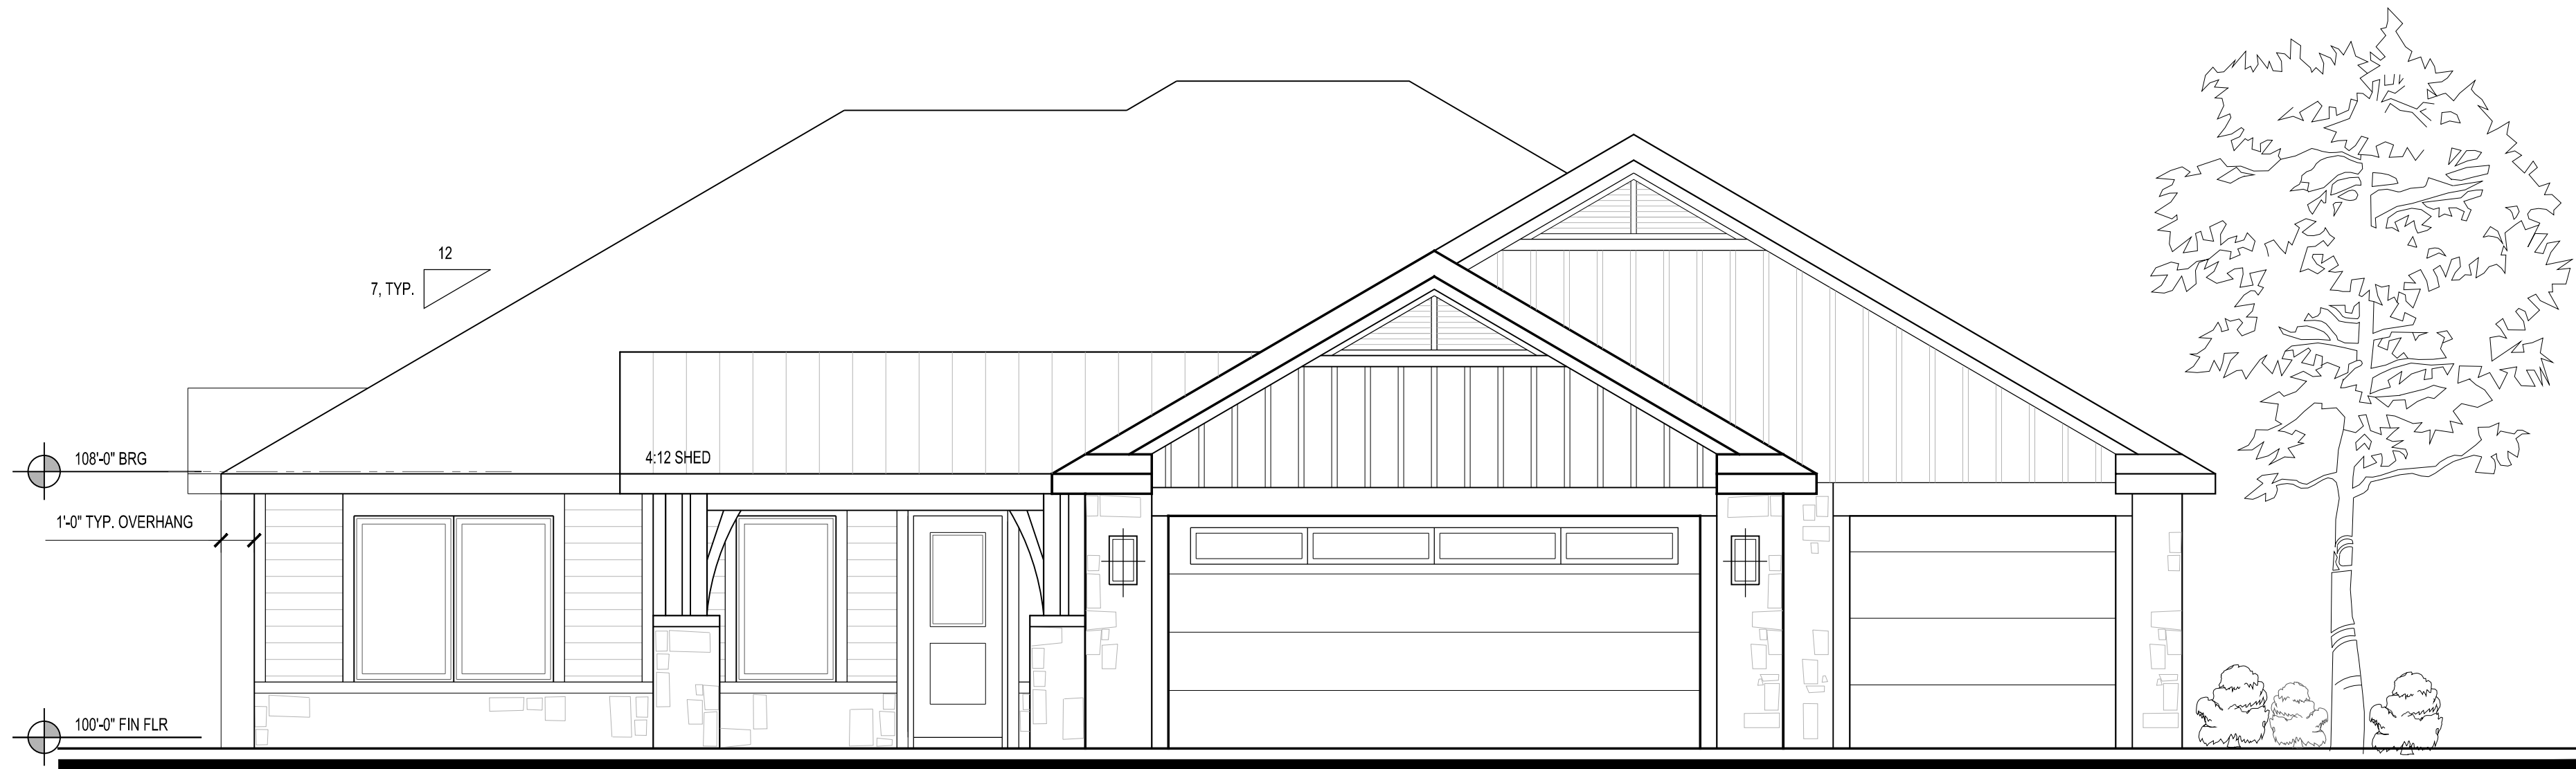 12
7, TYP.
108'-0" BRG
4:12 SHED
1'-0" TYP. OVERHANG
100'-0" FIN FLR